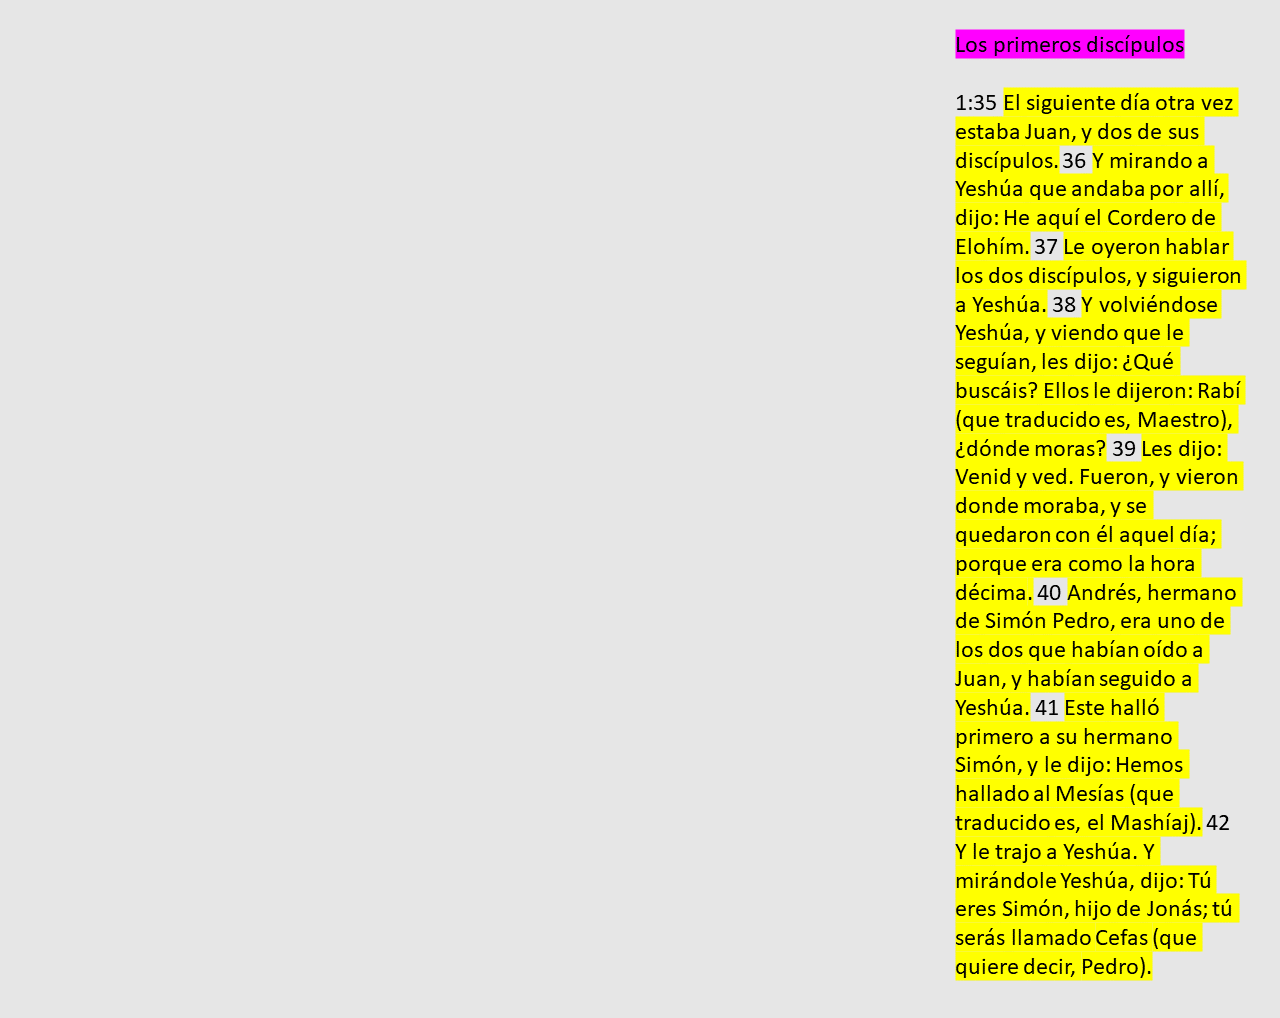 Los primeros discípulos
1:35 El siguiente día otra vez
estaba Juan, y dos de sus
discípulos. 36 Y mirando a
Yeshúa que andaba por allí,
dijo: He aquí el Cordero de
Elohím. 37 Le oyeron hablar
los dos discípulos, y siguieron
a Yeshúa. 38 Y volviéndose
Yeshúa, y viendo que le
seguían, les dijo: ¿Qué
buscáis? Ellos le dijeron: Rabí
(que traducido es, Maestro),
¿dónde moras? 39 Les dijo:
Venid y ved. Fueron, y vieron
donde moraba, y se
quedaron con él aquel día;
porque era como la hora
décima. 40 Andrés, hermano
de Simón Pedro, era uno de
los dos que habían oído a
Juan, y habían seguido a
Yeshúa. 41 Este halló
primero a su hermano
Simón, y le dijo: Hemos
hallado al Mesías (que
traducido es, el Mashíaj). 42
Y le trajo a Yeshúa. Y
mirándole Yeshúa, dijo: Tú
eres Simón, hijo de Jonás; tú
serás llamado Cefas (que
quiere decir, Pedro).